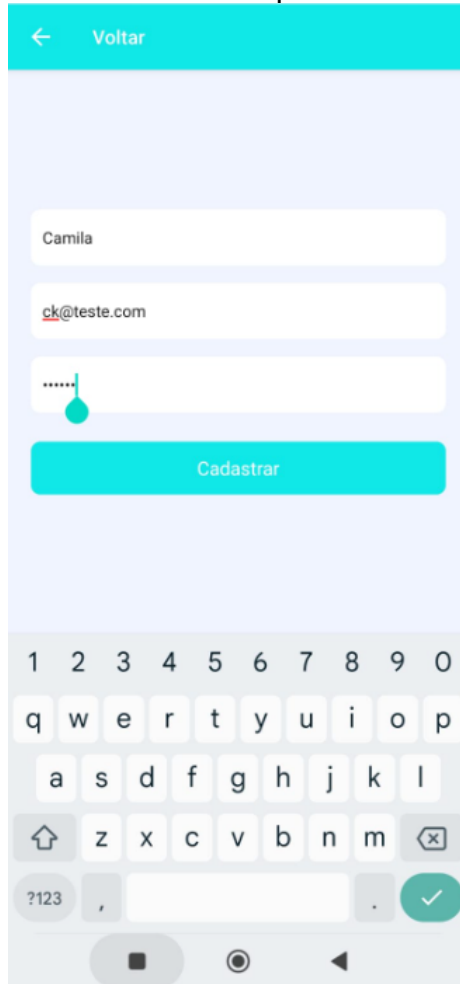 Voltar
Camila
ck@teste.com
••••••
Cadastrar
1 2 3 4 5 6 7 8 9 0
q w e r t y u i o p
a s d f g h j k l
z x c v b n m
?123 , .